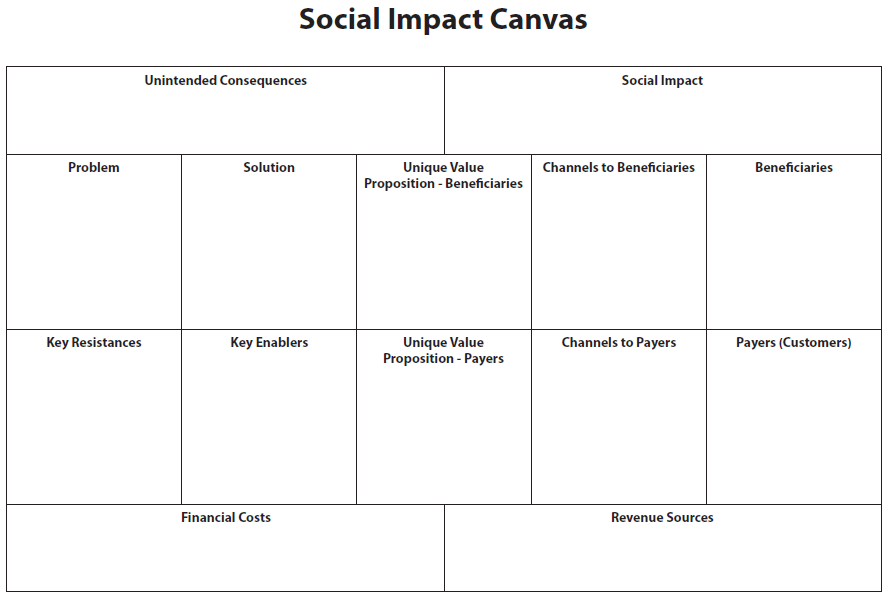 Social Impact Canvas
Unintended Consequences
Social Impact
Problem
Solution
Unique Value
Proposition - Beneficiaries
Channels to Beneficiaries
Beneficiaries
Key Resistances
Key Enablers
Unique Value
Proposition - Payers
Channels to Payers
Payers (Customers)
Financial Costs
Revenue Sources